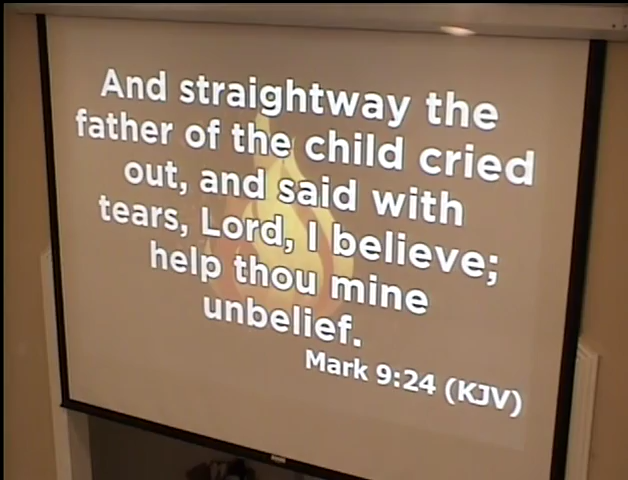 And straightway the
father of the child cried
out, and said with
tears, Lord, I believe;
help thou mine
unbelief.
Mark 9:24 (KJV)